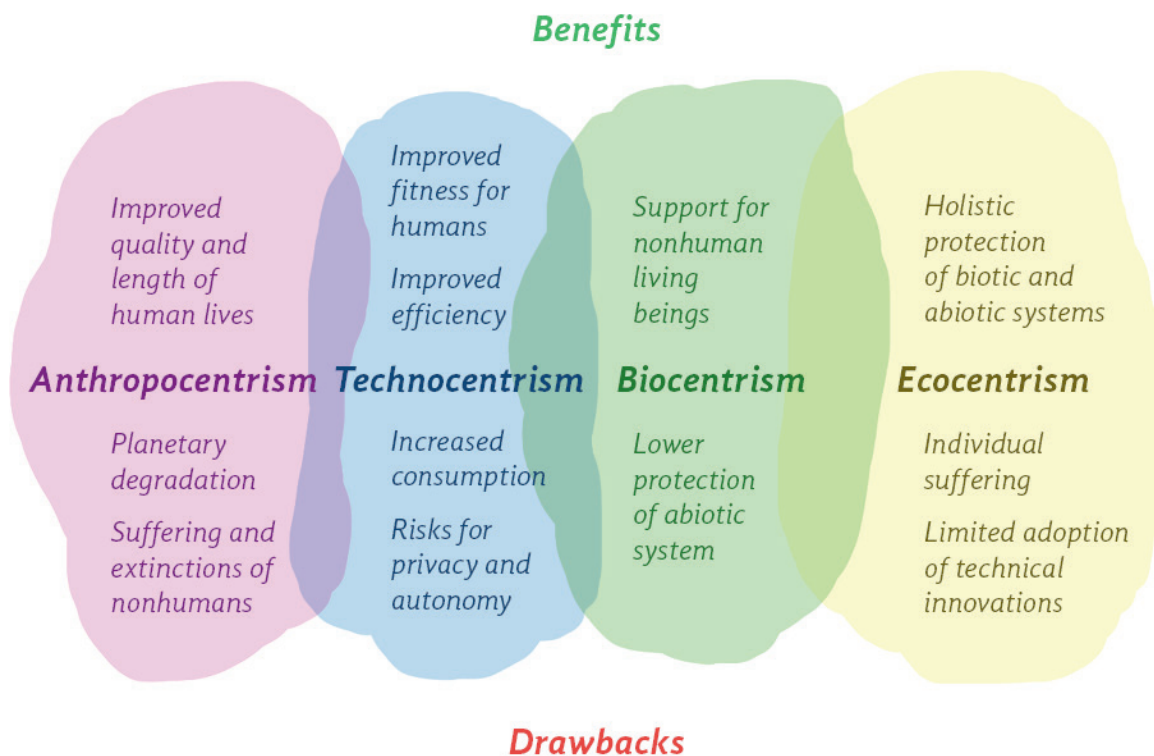 Benefits
Improved
quality and
length of
human lives
Improved
fitness for
humans
Improved
efficiency
Support for
nonhuman
living
beings
Holistic
protection
of biotic and
abiotic systems
Anthropocentrism
Technocentrism
Biocentrism
Ecocentrism
Planetary
degradation
Suffering and
extinctions of
nonhumans
Increased
consumption
Risks for
privacy and
autonomy
Lower
protection
of abiotic
system
Individual
suffering
Limited adoption
of technical
innovations
Drawbacks